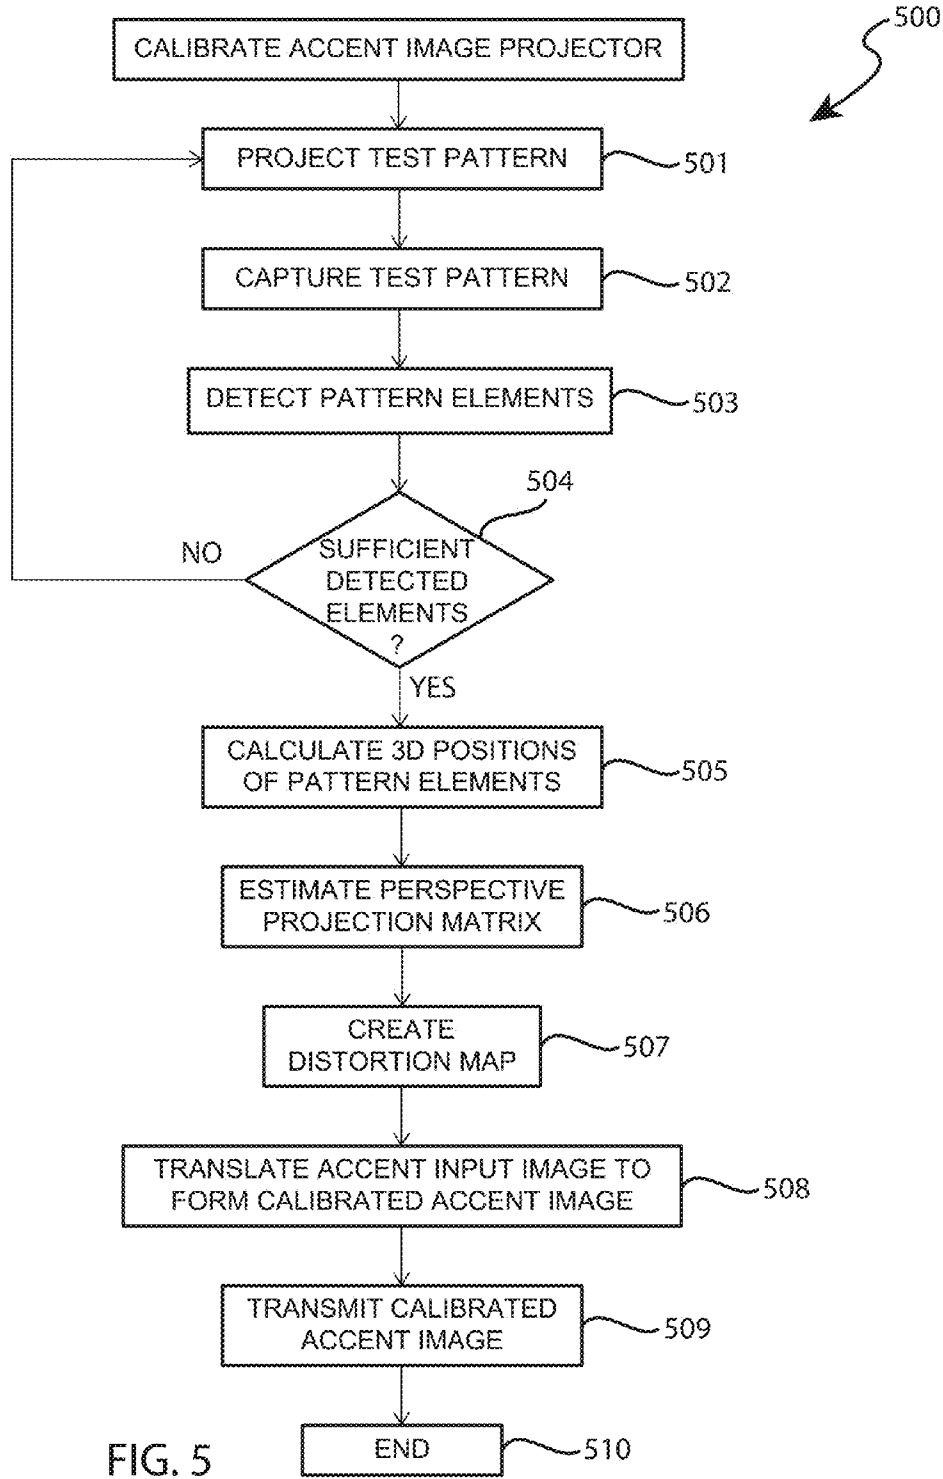 500
CALIBRATE ACCENT IMAGE PROJECTOR
PROJECT TEST PATTERN
501
CAPTURE TEST PATTERN
502
DETECT PATTERN ELEMENTS
503
504
NO
SUFFICIENT
DETECTED
ELEMENTS
?
YES
CALCULATE 3D POSITIONS
OF PATTERN ELEMENTS
505
ESTIMATE PERSPECTIVE
PROJECTION MATRIX
506
CREATE
DISTORTION MAP
507
TRANSLATE ACCENT INPUT IMAGE TO
FORM CALIBRATED ACCENT IMAGE
508
TRANSMIT CALIBRATED
ACCENT IMAGE
509
END
510
FIG. 5